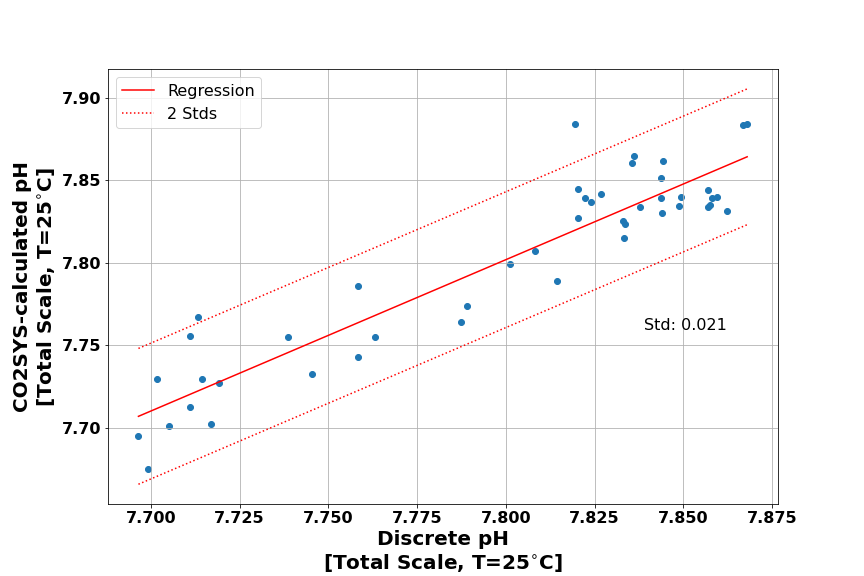 Regression
2 Stds
CO2SYS-calculated pH
[Total Scale, T=25°C]
7.90
7.85
7.80
7.75
7.70
Std: 0.021
7.700 7.725 7.750 7.775 7.800 7.825 7.850 7.875
Discrete pH
[Total Scale, T=25°C]